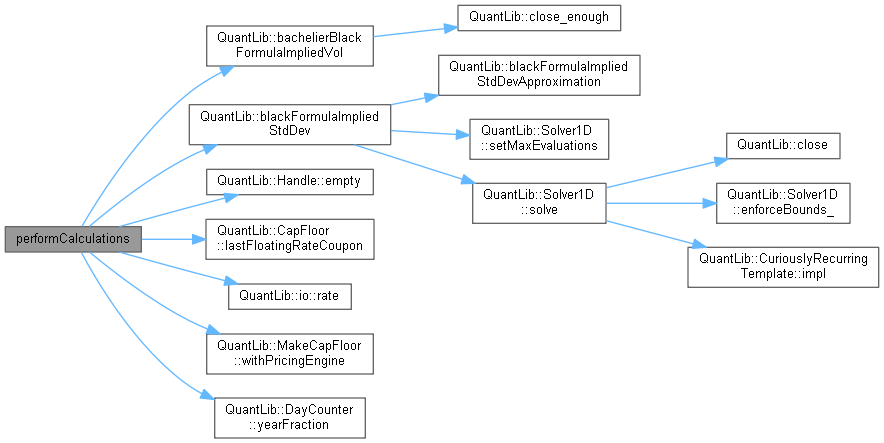 performCalculations
QuantLib::bachelierBlack
FormulaImpliedVol
QuantLib::close_enough
QuantLib::blackFormulaImplied
StdDev
QuantLib::blackFormulaImplied
StdDevApproximation
QuantLib::Solver1D
::setMaxEvaluations
QuantLib::Solver1D
::solve
QuantLib::close
QuantLib::Solver1D
::enforceBounds_
QuantLib::CuriouslyRecurring
Template::impl
QuantLib::Handle::empty
QuantLib::CapFloor
::lastFloatingRateCoupon
QuantLib::io::rate
QuantLib::MakeCapFloor
::withPricingEngine
QuantLib::DayCounter
::yearFraction